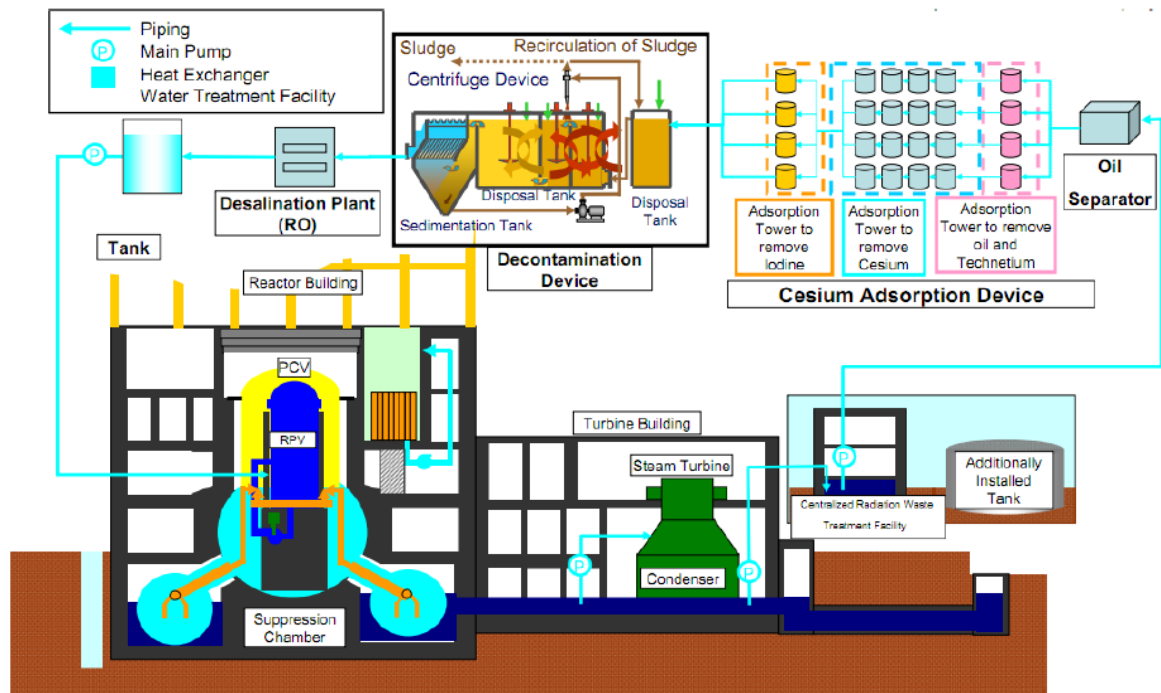 Piping
P
Main Pump
Heat Exchanger
Water Treatment Facility
Sludge
Recirculation of Sludge
Centrifuge Device
Disposal Tank
Sedimentation Tank
Disposal
Tank
Decontamination
Device
P
Desalination Plant
(RO)
Tank
Adsorption
Tower to
remove
Iodine
Adsorption
Tower to
remove
Cesium
Adsorption
Tower to remove
oil and
Technetium
Cesium Adsorption Device
Oil
Separator
Reactor Building
PCV
RPV
Suppression
Chamber
Turbine Building
Steam Turbine
Condenser
P
P
P
Centralized Radiation Waste
Treatment Facility
Additionally
Installed
Tank